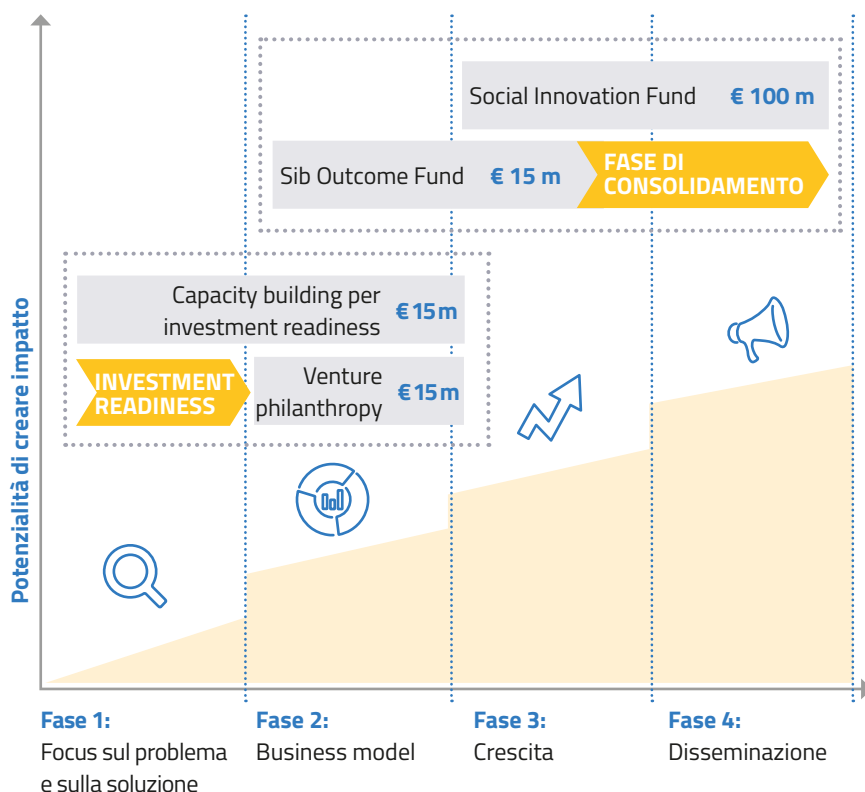 Social Innovation Fund € 100 m
Sib Outcome Fund € 15 m
FASE DI
CONSOLIDAMENTO
Capacity building per
investment readiness
€ 15 m
INVESTMENT
READINESS
Venture
philanthropy
€ 15 m
Potenzialità di creare impatto
Fase 1:
Focus sul problema
e sulla soluzione
Fase 2:
Business model
Fase 3:
Crescita
Fase 4:
Disseminazione